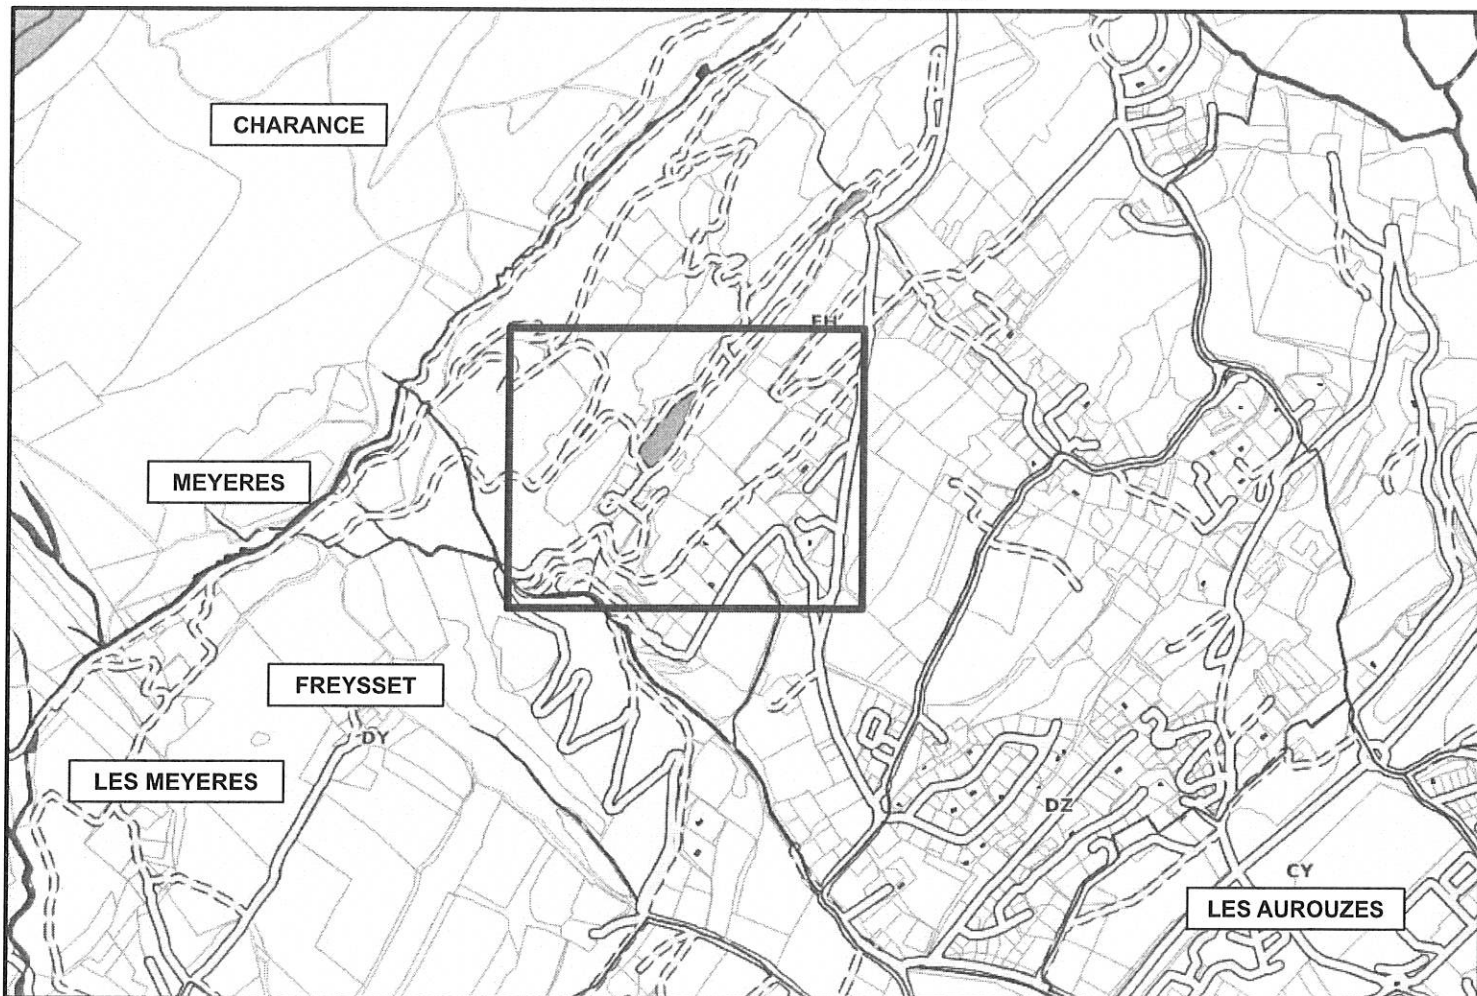 CHARANCE
EH
MEYERES
FREYSSET
DY
LES MEYERES
DZ
CY
LES AUROUZES